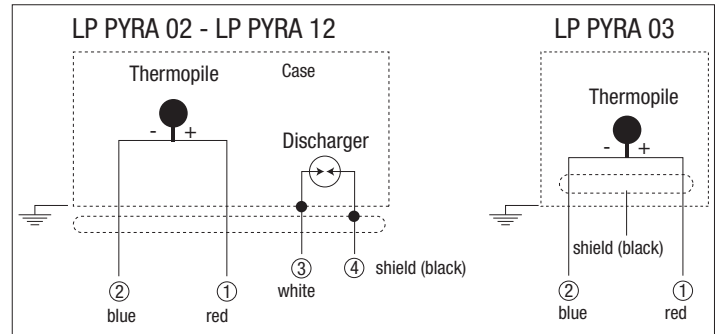 LP PYRA 02 - LP PYRA 12
Thermopile
Case
- +
Discharger
② ① ③ ④ shield (black)
blue red white
LP PYRA 03
Thermopile
- +
shield (black)
② ①
blue red